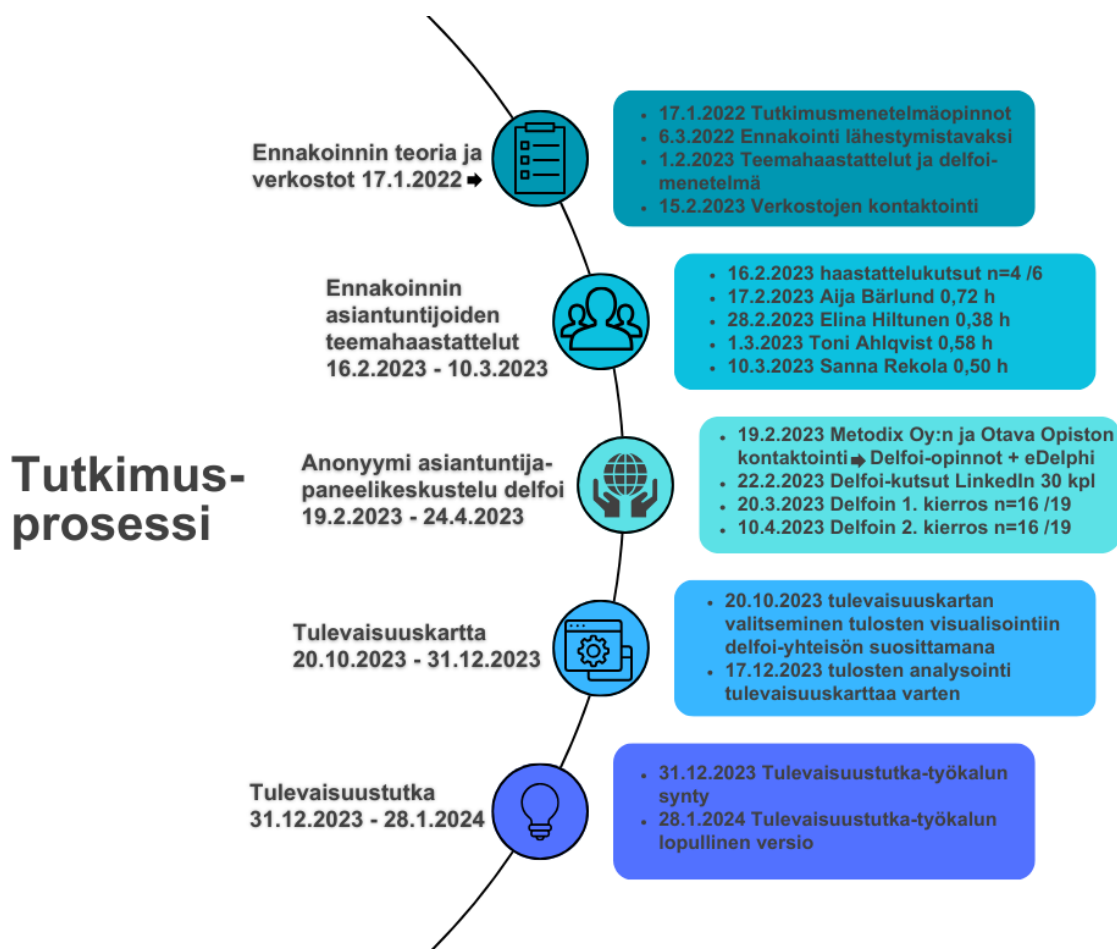 Tutkimus-
prosessi
Ennakoinnin teoria ja
verkostot 17.1.2022 ➡
• 17.1.2022 Tutkimusmenetelmäopinnot
• 6.3.2022 Ennakointi lähestymistavaksi
• 1.2.2023 Teemahaastattelut ja delfoi-
menetelmä
• 15.2.2023 Verkostojen kontaktointi
Ennakoinnin
asiantuntijoiden
teemahaastattelut
16.2.2023 - 10.3.2023
• 16.2.2023 haastattelukutsut n=4 /6
• 17.2.2023 Aija Bärlund 0,72 h
• 28.2.2023 Elina Hiltunen 0,38 h
• 1.3.2023 Toni Ahlqvist 0,58 h
• 10.3.2023 Sanna Rekola 0,50 h
Anonyymi asiantuntija-
paneelikeskustelu delfoi
19.2.2023 - 24.4.2023
• 19.2.2023 Metodix Oy:n ja Otava Opiston
kontaktointi ➡ Delfoi-opinnot + eDelphi
• 22.2.2023 Delfoi-kutsut LinkedIn 30 kpl
• 20.3.2023 Delfoin 1. kierros n=16 /19
• 10.4.2023 Delfoin 2. kierros n=16 /19
Tulevaisuuskartta
20.10.2023 - 31.12.2023
• 20.10.2023 tulevaisuuskartan
valitseminen tulosten visualisointiin
delfoi-yhteisön suosittamana
• 17.12.2023 tulosten analysointi
tulevaisuuskarttaa varten
Tulevaisuustutka
31.12.2023 - 28.1.2024
• 31.12.2023 Tulevaisuustutka-työkalun
synty
• 28.1.2024 Tulevaisuustutka-työkalun
lopullinen versio